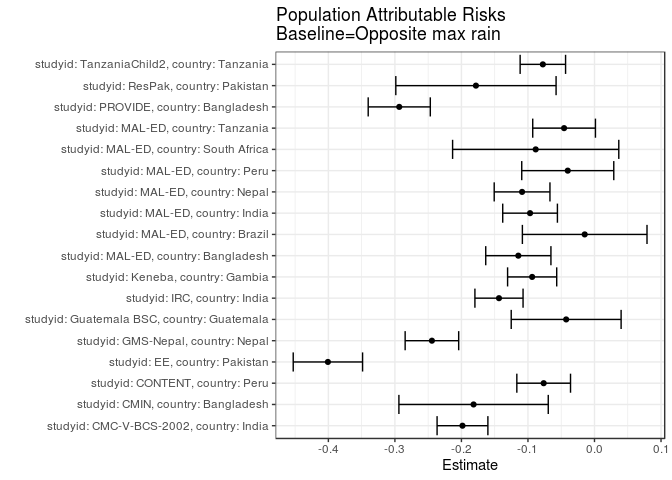 Population Attributable Risks
Baseline=Opposite max rain
studyid: TanzaniaChild2, country: Tanzania
studyid: ResPak, country: Pakistan
studyid: PROVIDE, country: Bangladesh
studyid: MAL-ED, country: Tanzania
studyid: MAL-ED, country: South Africa
studyid: MAL-ED, country: Peru
studyid: MAL-ED, country: Nepal
studyid: MAL-ED, country: India
studyid: MAL-ED, country: Brazil
studyid: MAL-ED, country: Bangladesh
studyid: Keneba, country: Gambia
studyid: IRC, country: India
studyid: Guatemala BSC, country: Guatemala
studyid: GMS-Nepal, country: Nepal
studyid: EE, country: Pakistan
studyid: CONTENT, country: Peru
studyid: CMIN, country: Bangladesh
studyid: CMC-V-BCS-2002, country: India
-0.4 -0.3 -0.2 -0.1 0.0 0.1
Estimate